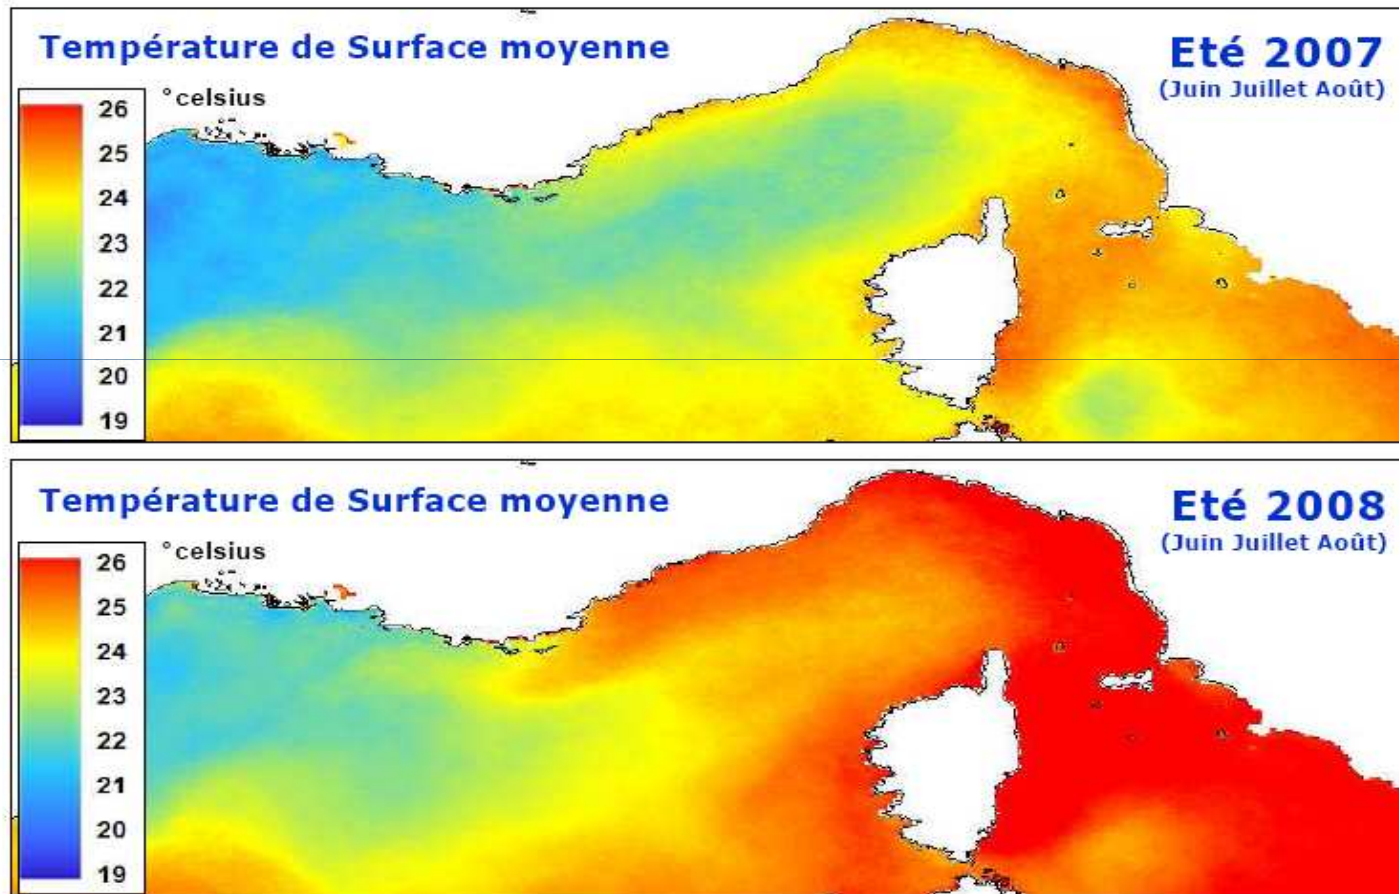 Température de Surface moyenne
Eté 2007
(Juin Juillet Août)
°celsius
26
25
24
23
22
21
20
19
Température de Surface moyenne
Eté 2008
(Juin Juillet Août)
°celsius
26
25
24
23
22
21
20
19